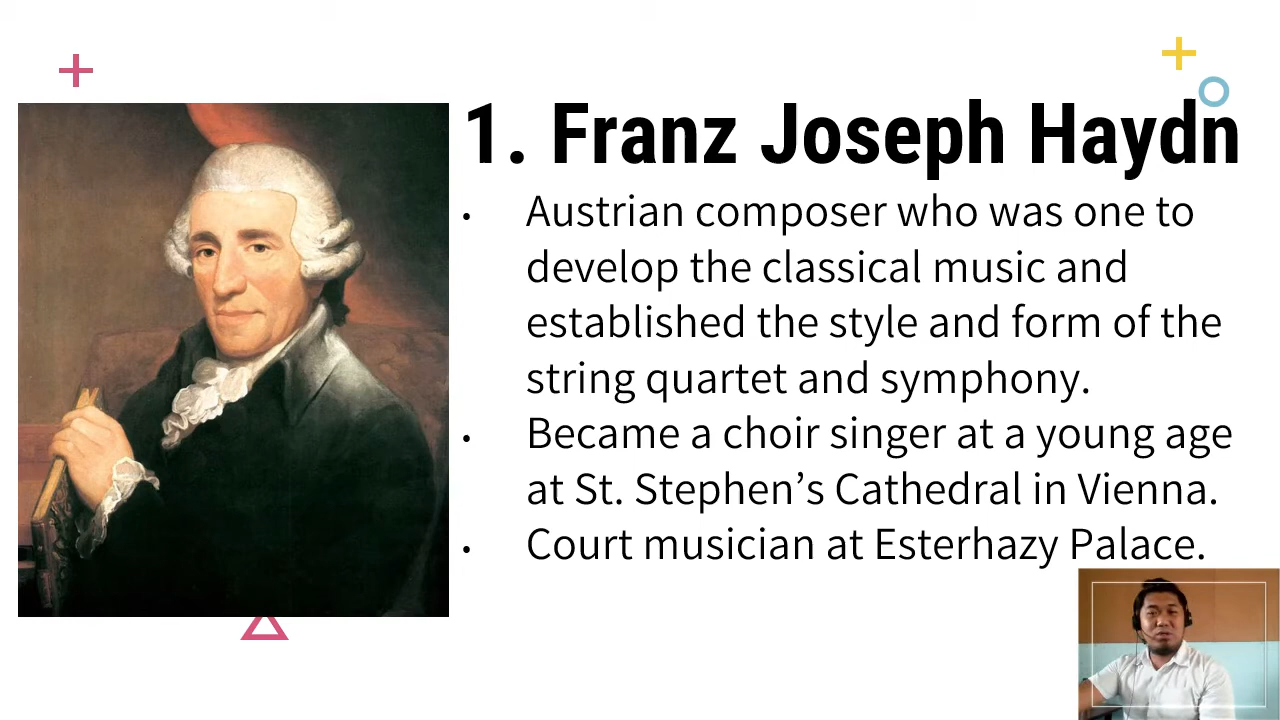 1. Franz Joseph Haydn
• Austrian composer who was one to
develop the classical music and
established the style and form of the
string quartet and symphony.
• Became a choir singer at a young age
at St. Stephen’s Cathedral in Vienna.
• Court musician at Esterhazy Palace.